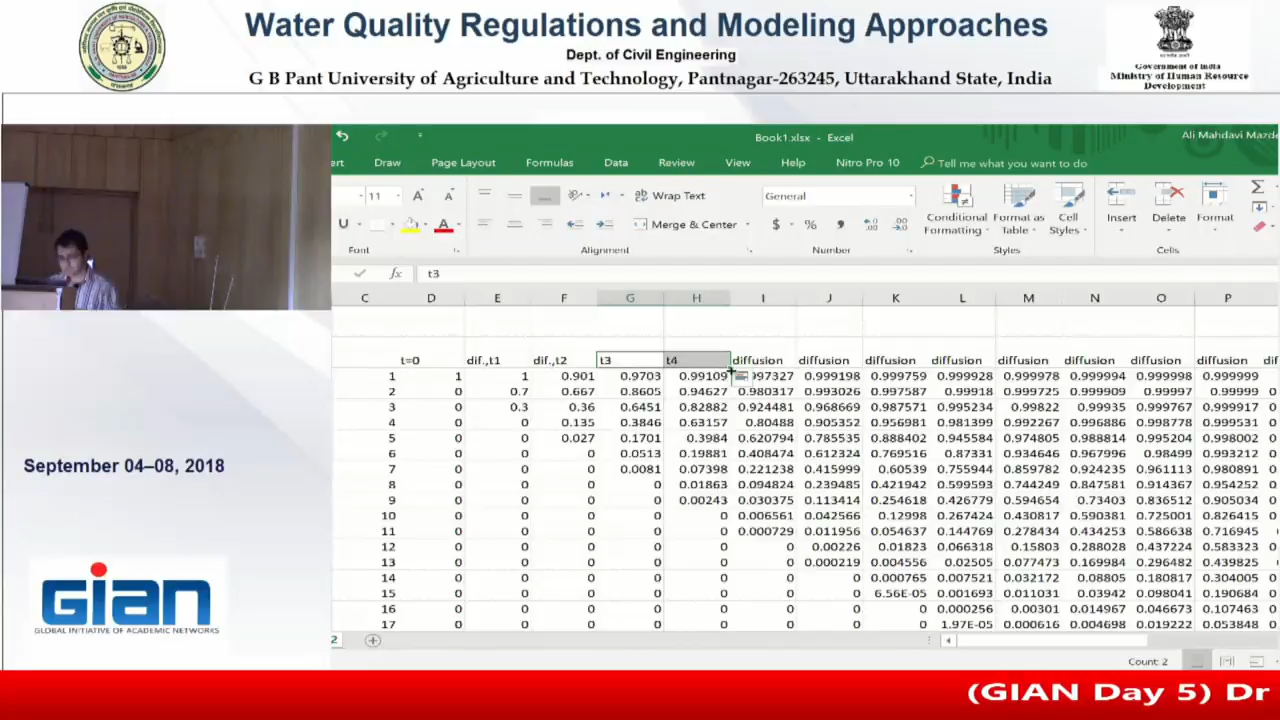 Water Quality Regulations and Modeling Approaches
Dept. of Civil Engineering
G B Pant University of Agriculture and Technology, Pantnagar-263245, Uttarakhand State, India
Government of India
Ministry of Human Resource
Development
Book1.xlsx - Excel
Ali Mahdavi Mazde
ert Draw Page Layout Formulas Data Review View Help Nitro Pro 10 Tell me what you want to do
11 A A Wrap Text General Σ
U A Merge & Center $ % Conditional Formatting Format as Table Cell Styles Insert Delete Format
Font Alignment Number Styles Cells
fx t3
C D E F G H I J K L M N O P
t=0 dif.,t1 dif.,t2 t3 t4 diffusion diffusion diffusion diffusion diffusion diffusion diffusion diffusion dif
1 1 1 0.901 0.9703 0.99109 997327 0.999198 0.999759 0.999928 0.999978 0.999994 0.999998 0.999999
2 0 0.7 0.667 0.8605 0.94627 0.980317 0.993026 0.997587 0.99918 0.999725 0.999909 0.99997 0.99999 0
3 0 0.3 0.36 0.6451 0.82882 0.924481 0.968669 0.987571 0.995234 0.99822 0.99935 0.999767 0.999917 0
4 0 0 0.135 0.3846 0.63157 0.80488 0.905352 0.956981 0.981399 0.992267 0.996886 0.998778 0.999531 0
5 0 0 0.027 0.1701 0.3984 0.620794 0.785535 0.888402 0.945584 0.974805 0.988814 0.995204 0.998002 0
6 0 0 0 0.0513 0.19881 0.408474 0.612324 0.769516 0.87331 0.934646 0.967996 0.98499 0.993212 0
7 0 0 0 0.0081 0.07398 0.221238 0.415999 0.60539 0.755944 0.859782 0.924235 0.961113 0.980891 0
8 0 0 0 0 0.01863 0.094824 0.239485 0.421942 0.599593 0.744249 0.847581 0.914367 0.954252 0
9 0 0 0 0 0.00243 0.030375 0.113414 0.254618 0.426779 0.594654 0.73403 0.836512 0.905034 0
10 0 0 0 0 0 0.006561 0.042566 0.12998 0.267424 0.430817 0.590381 0.725001 0.826415 0
11 0 0 0 0 0 0.000729 0.011956 0.054637 0.144769 0.278434 0.434253 0.586638 0.716945
12 0 0 0 0 0 0 0.00226 0.01823 0.066318 0.15803 0.288028 0.437224 0.583323 0
13 0 0 0 0 0 0 0.000219 0.004556 0.02505 0.077473 0.169984 0.296482 0.439825 0
14 0 0 0 0 0 0 0 0.000765 0.007521 0.032172 0.08805 0.180817 0.304005 0
15 0 0 0 0 0 0 0 6.56E-05 0.001693 0.011031 0.03942 0.098041 0.190684 0
16 0 0 0 0 0 0 0 0 0.000256 0.00301 0.014967 0.046673 0.107463 0
17 0 0 0 0 0 0 0 0 1.97E-05 0.000616 0.004698 0.019222 0.053848 0
2
Count: 2
September 04–08, 2018
GIAN
GLOBAL INITIATIVE OF ACADEMIC NETWORKS
(GIAN Day 5) Dr